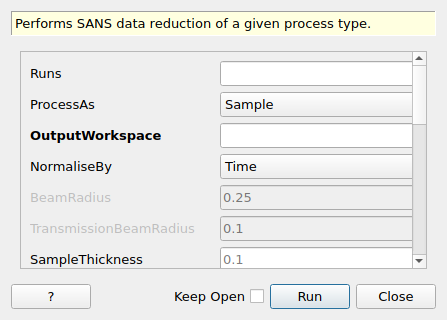 Performs SANS data reduction of a given process type.
Runs
ProcessAs Sample
OutputWorkspace
NormaliseBy Time
BeamRadius 0.25
TransmissionBeamRadius 0.1
SampleThickness 0.1
? Keep Open Run Close